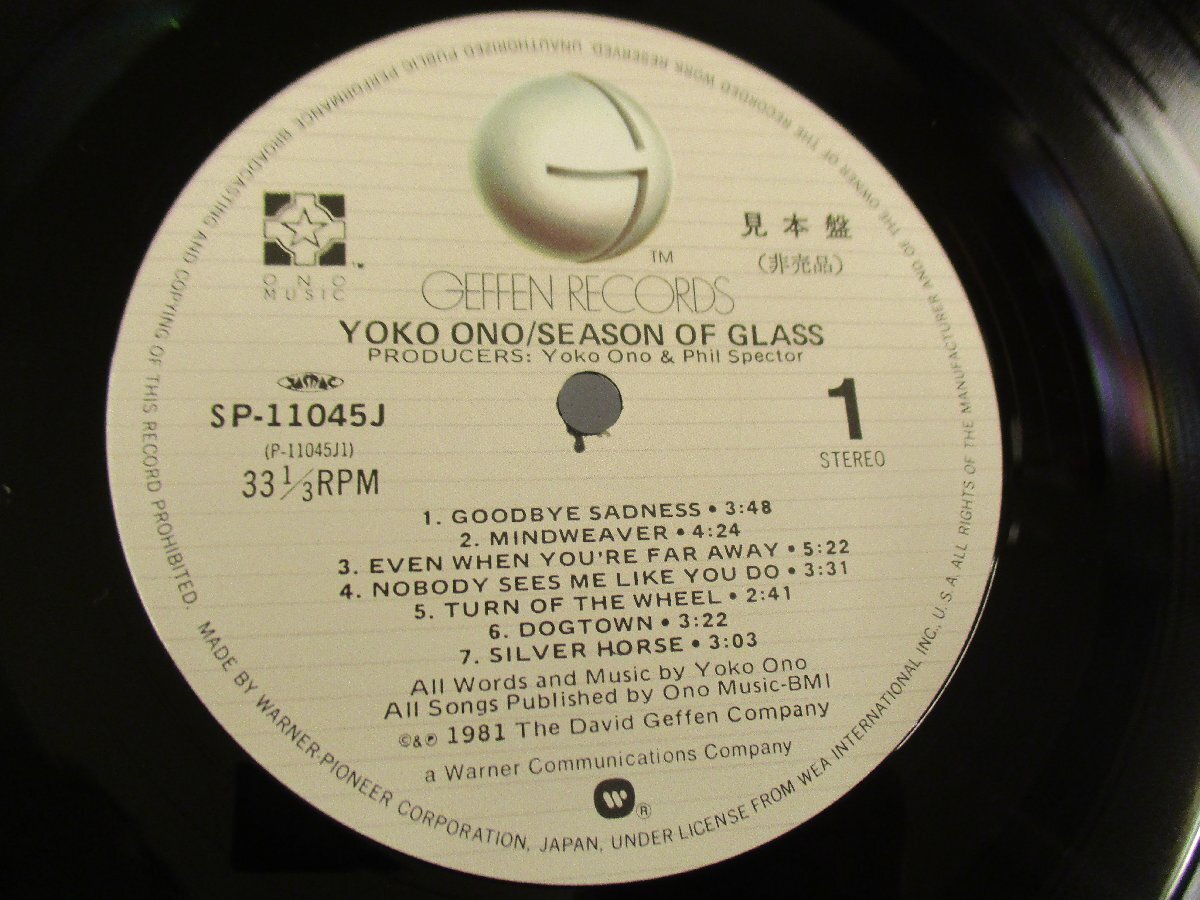 TM
GEFFEN RECORDS
ONO
MUSIC
見本盤
(非売品)
YOKO ONO/SEASON OF GLASS
PRODUCERS: Yoko Ono & Phil Spector
JASRAC
SP-11045J
(P-11045J1)
33 1/3 RPM
1
STEREO
1. GOODBYE SADNESS • 3:48
2. MINDWEAVER • 4:24
3. EVEN WHEN YOU'RE FAR AWAY • 5:22
4. NOBODY SEES ME LIKE YOU DO • 3:31
5. TURN OF THE WHEEL • 2:41
6. DOGTOWN • 3:22
7. SILVER HORSE • 3:03
All Words and Music by Yoko Ono
All Songs Published by Ono Music-BMI
©&℗ 1981 The David Geffen Company
a Warner Communications Company
W ®
MADE BY WARNER-PIONEER CORPORATION, JAPAN, UNDER LICENSE FROM WEA INTERNATIONAL INC., U.S.A. ALL RIGHTS OF THE MANUFACTURER AND OF THE OWNER OF THE RECORDED WORK RESERVED. UNAUTHORIZED PUBLIC PERFORMANCE BROADCASTING AND COPYING OF THIS RECORD PROHIBITED.